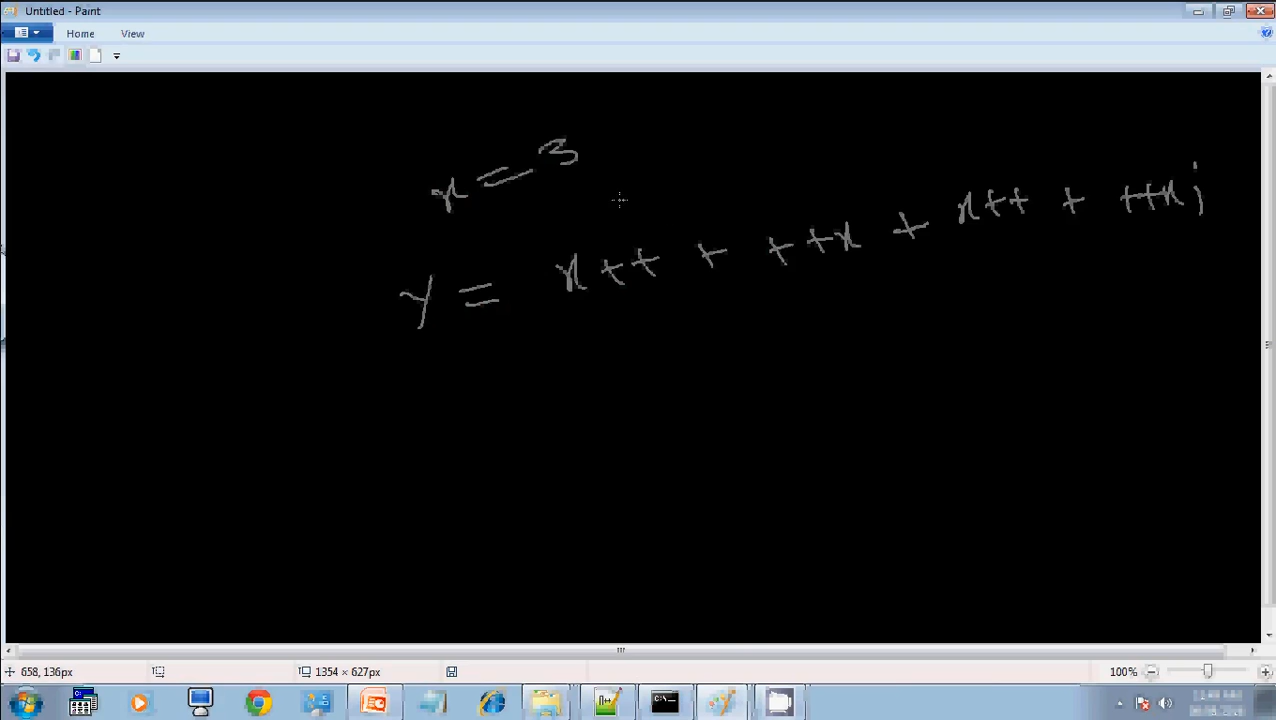 Untitled - Paint
Home View
x = 3
y = x++ + ++x + x++ + ++x ;
658, 136px
1354 × 627px
100%